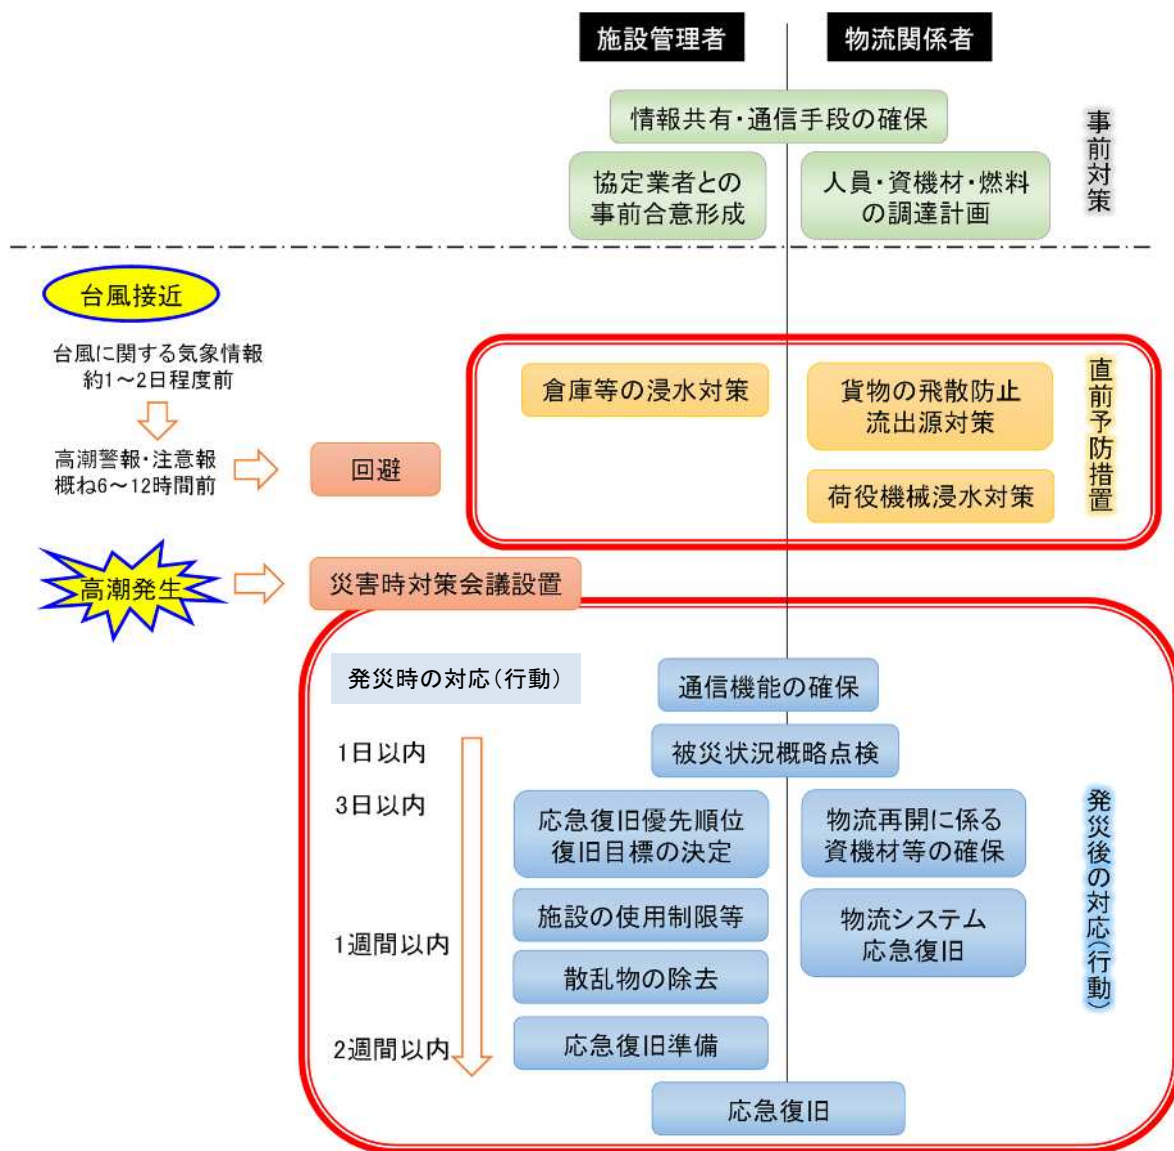 施設管理者
物流関係者
情報共有・通信手段の確保
協定業者との
事前合意形成
人員・資機材・燃料
の調達計画
事前対策
台風接近
台風に関する気象情報
約1~2日程度前
高潮警報・注意報
概ね6~12時間前
回避
倉庫等の浸水対策
貨物の飛散防止
流出源対策
荷役機械浸水対策
直前予防措置
高潮発生
災害時対策会議設置
発災時の対応(行動)
通信機能の確保
1日以内
被災状況概略点検
3日以内
応急復旧優先順位
復旧目標の決定
物流再開に係る
資機材等の確保
施設の使用制限等
物流システム
応急復旧
1週間以内
散乱物の除去
2週間以内
応急復旧準備
応急復旧
発災後の対応(行動)